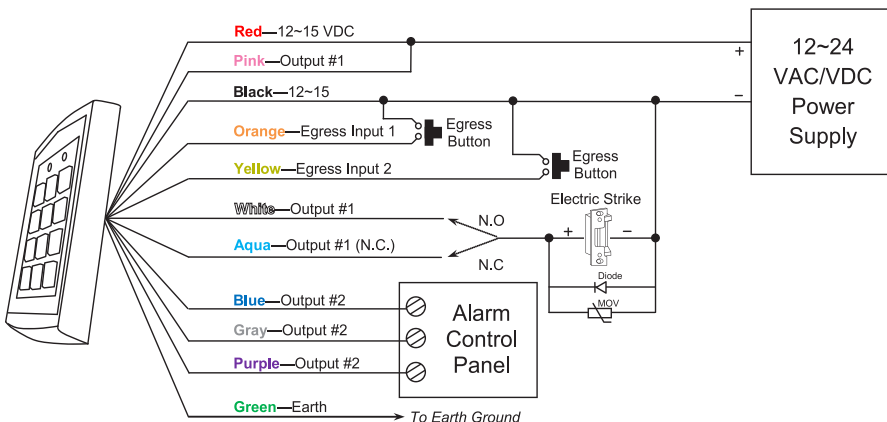 Red—12~15 VDC
Pink—Output #1
Black—12~15
Orange—Egress Input 1
Egress
Button
Yellow—Egress Input 2
Egress
Button
White—Output #1
Aqua—Output #1 (N.C.)
N.O
N.C
Electric Strike
+ −
Diode
MOV
Blue—Output #2
Gray—Output #2
Purple—Output #2
Alarm
Control
Panel
Green—Earth
To Earth Ground
+
−
12~24
VAC/VDC
Power
Supply